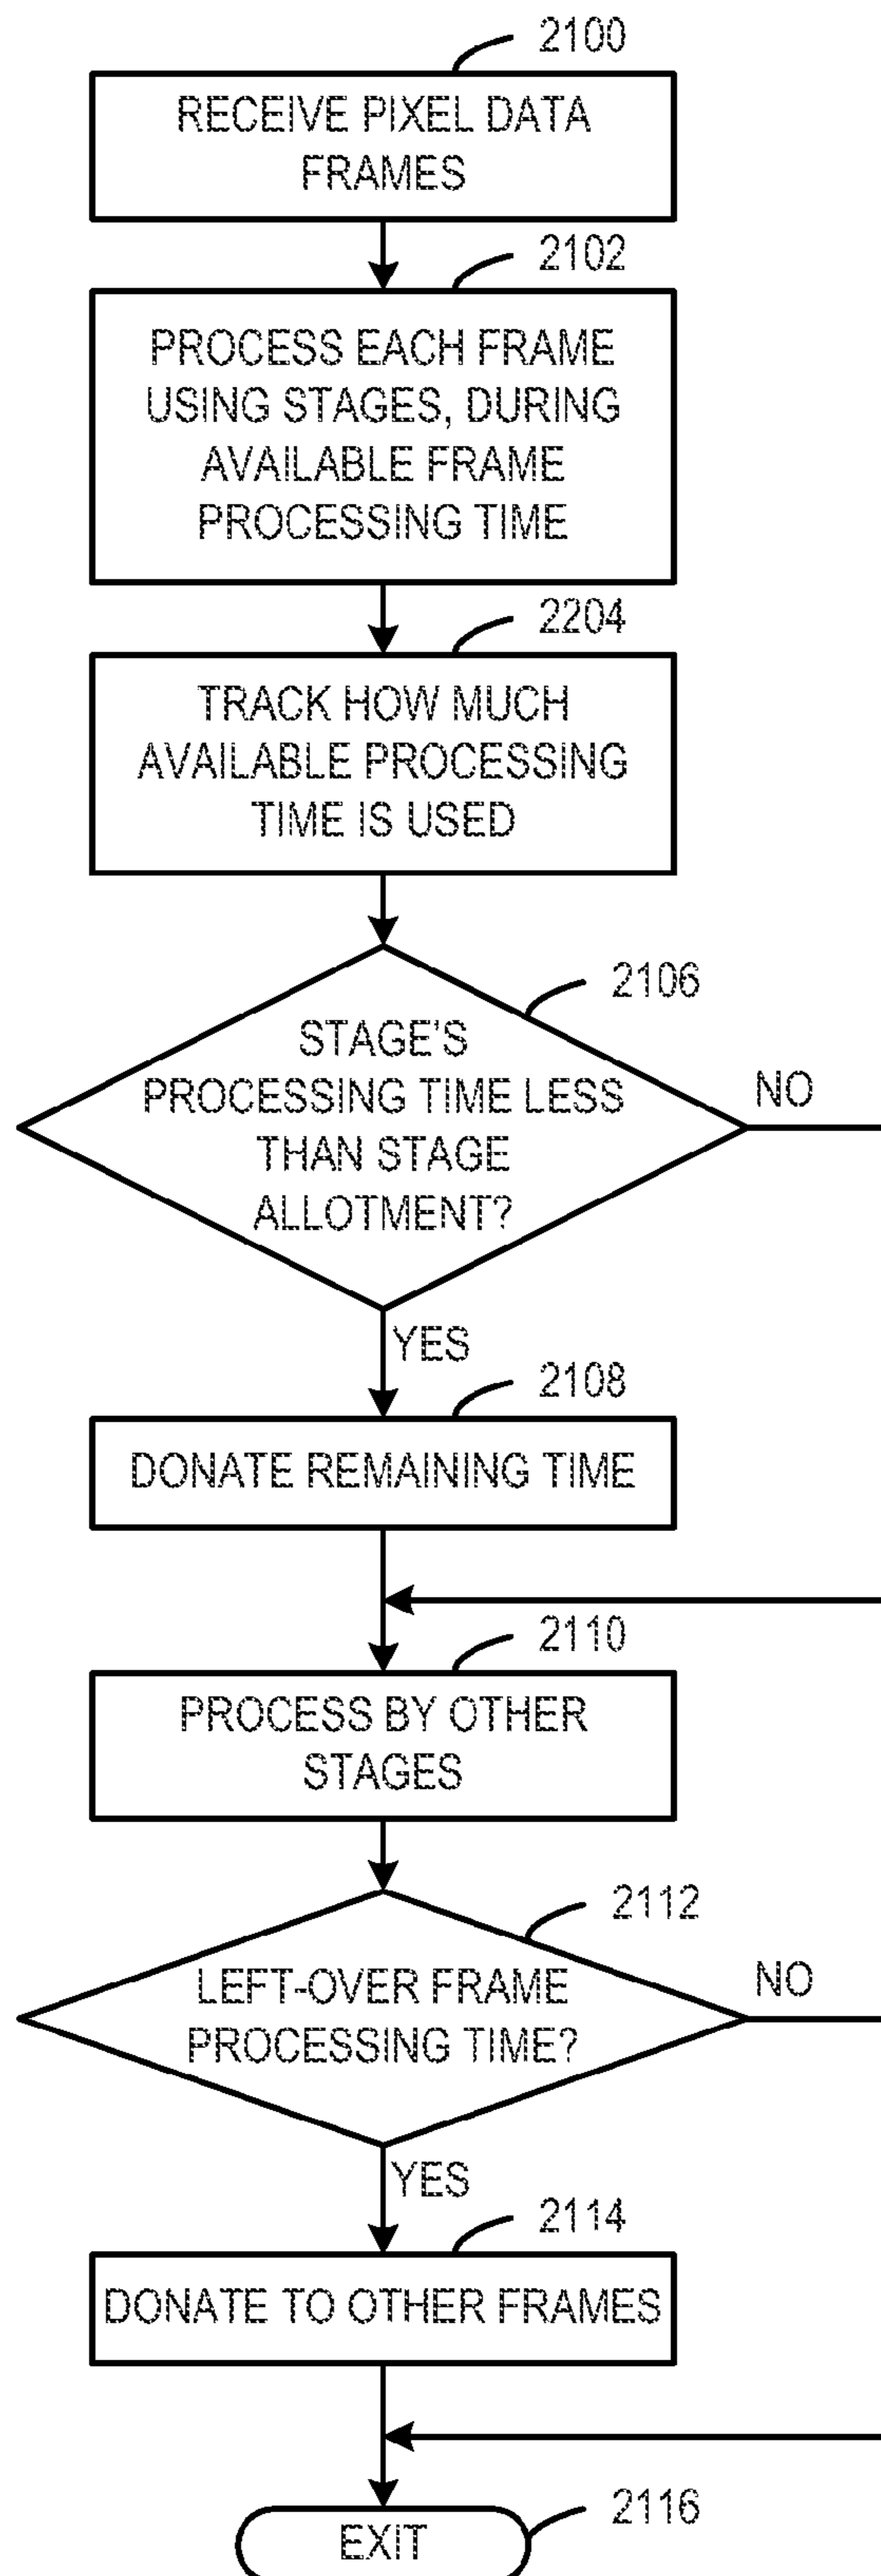 2100
RECEIVE PIXEL DATA
FRAMES
2102
PROCESS EACH FRAME
USING STAGES, DURING
AVAILABLE FRAME
PROCESSING TIME
2204
TRACK HOW MUCH
AVAILABLE PROCESSING
TIME IS USED
2106
STAGE'S
PROCESSING TIME LESS
THAN STAGE
ALLOTMENT?
NO
YES
2108
DONATE REMAINING TIME
2110
PROCESS BY OTHER
STAGES
2112
LEFT-OVER FRAME
PROCESSING TIME?
NO
YES
2114
DONATE TO OTHER FRAMES
2116
EXIT